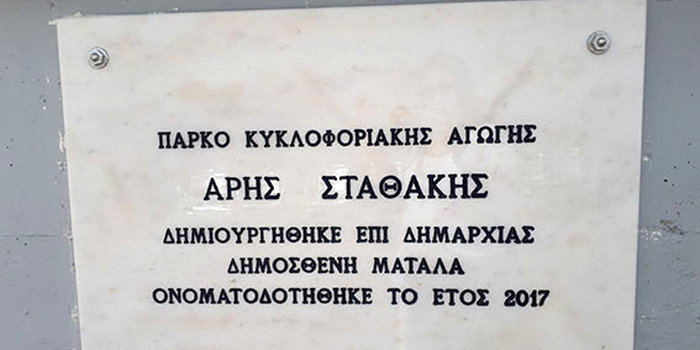 ΠΑΡΚΟ ΚΥΚΛΟΦΟΡΙΑΚΗΣ ΑΓΩΓΗΣ
ΑΡΗΣ ΣΤΑΘΑΚΗΣ
ΔΗΜΙΟΥΡΓΗΘΗΚΕ ΕΠΙ ΔΗΜΑΡΧΙΑΣ
ΔΗΜΟΣΘΕΝΗ ΜΑΤΑΛΑ
ΟΝΟΜΑΤΟΔΟΤΗΘΗΚΕ ΤΟ ΕΤΟΣ 2017